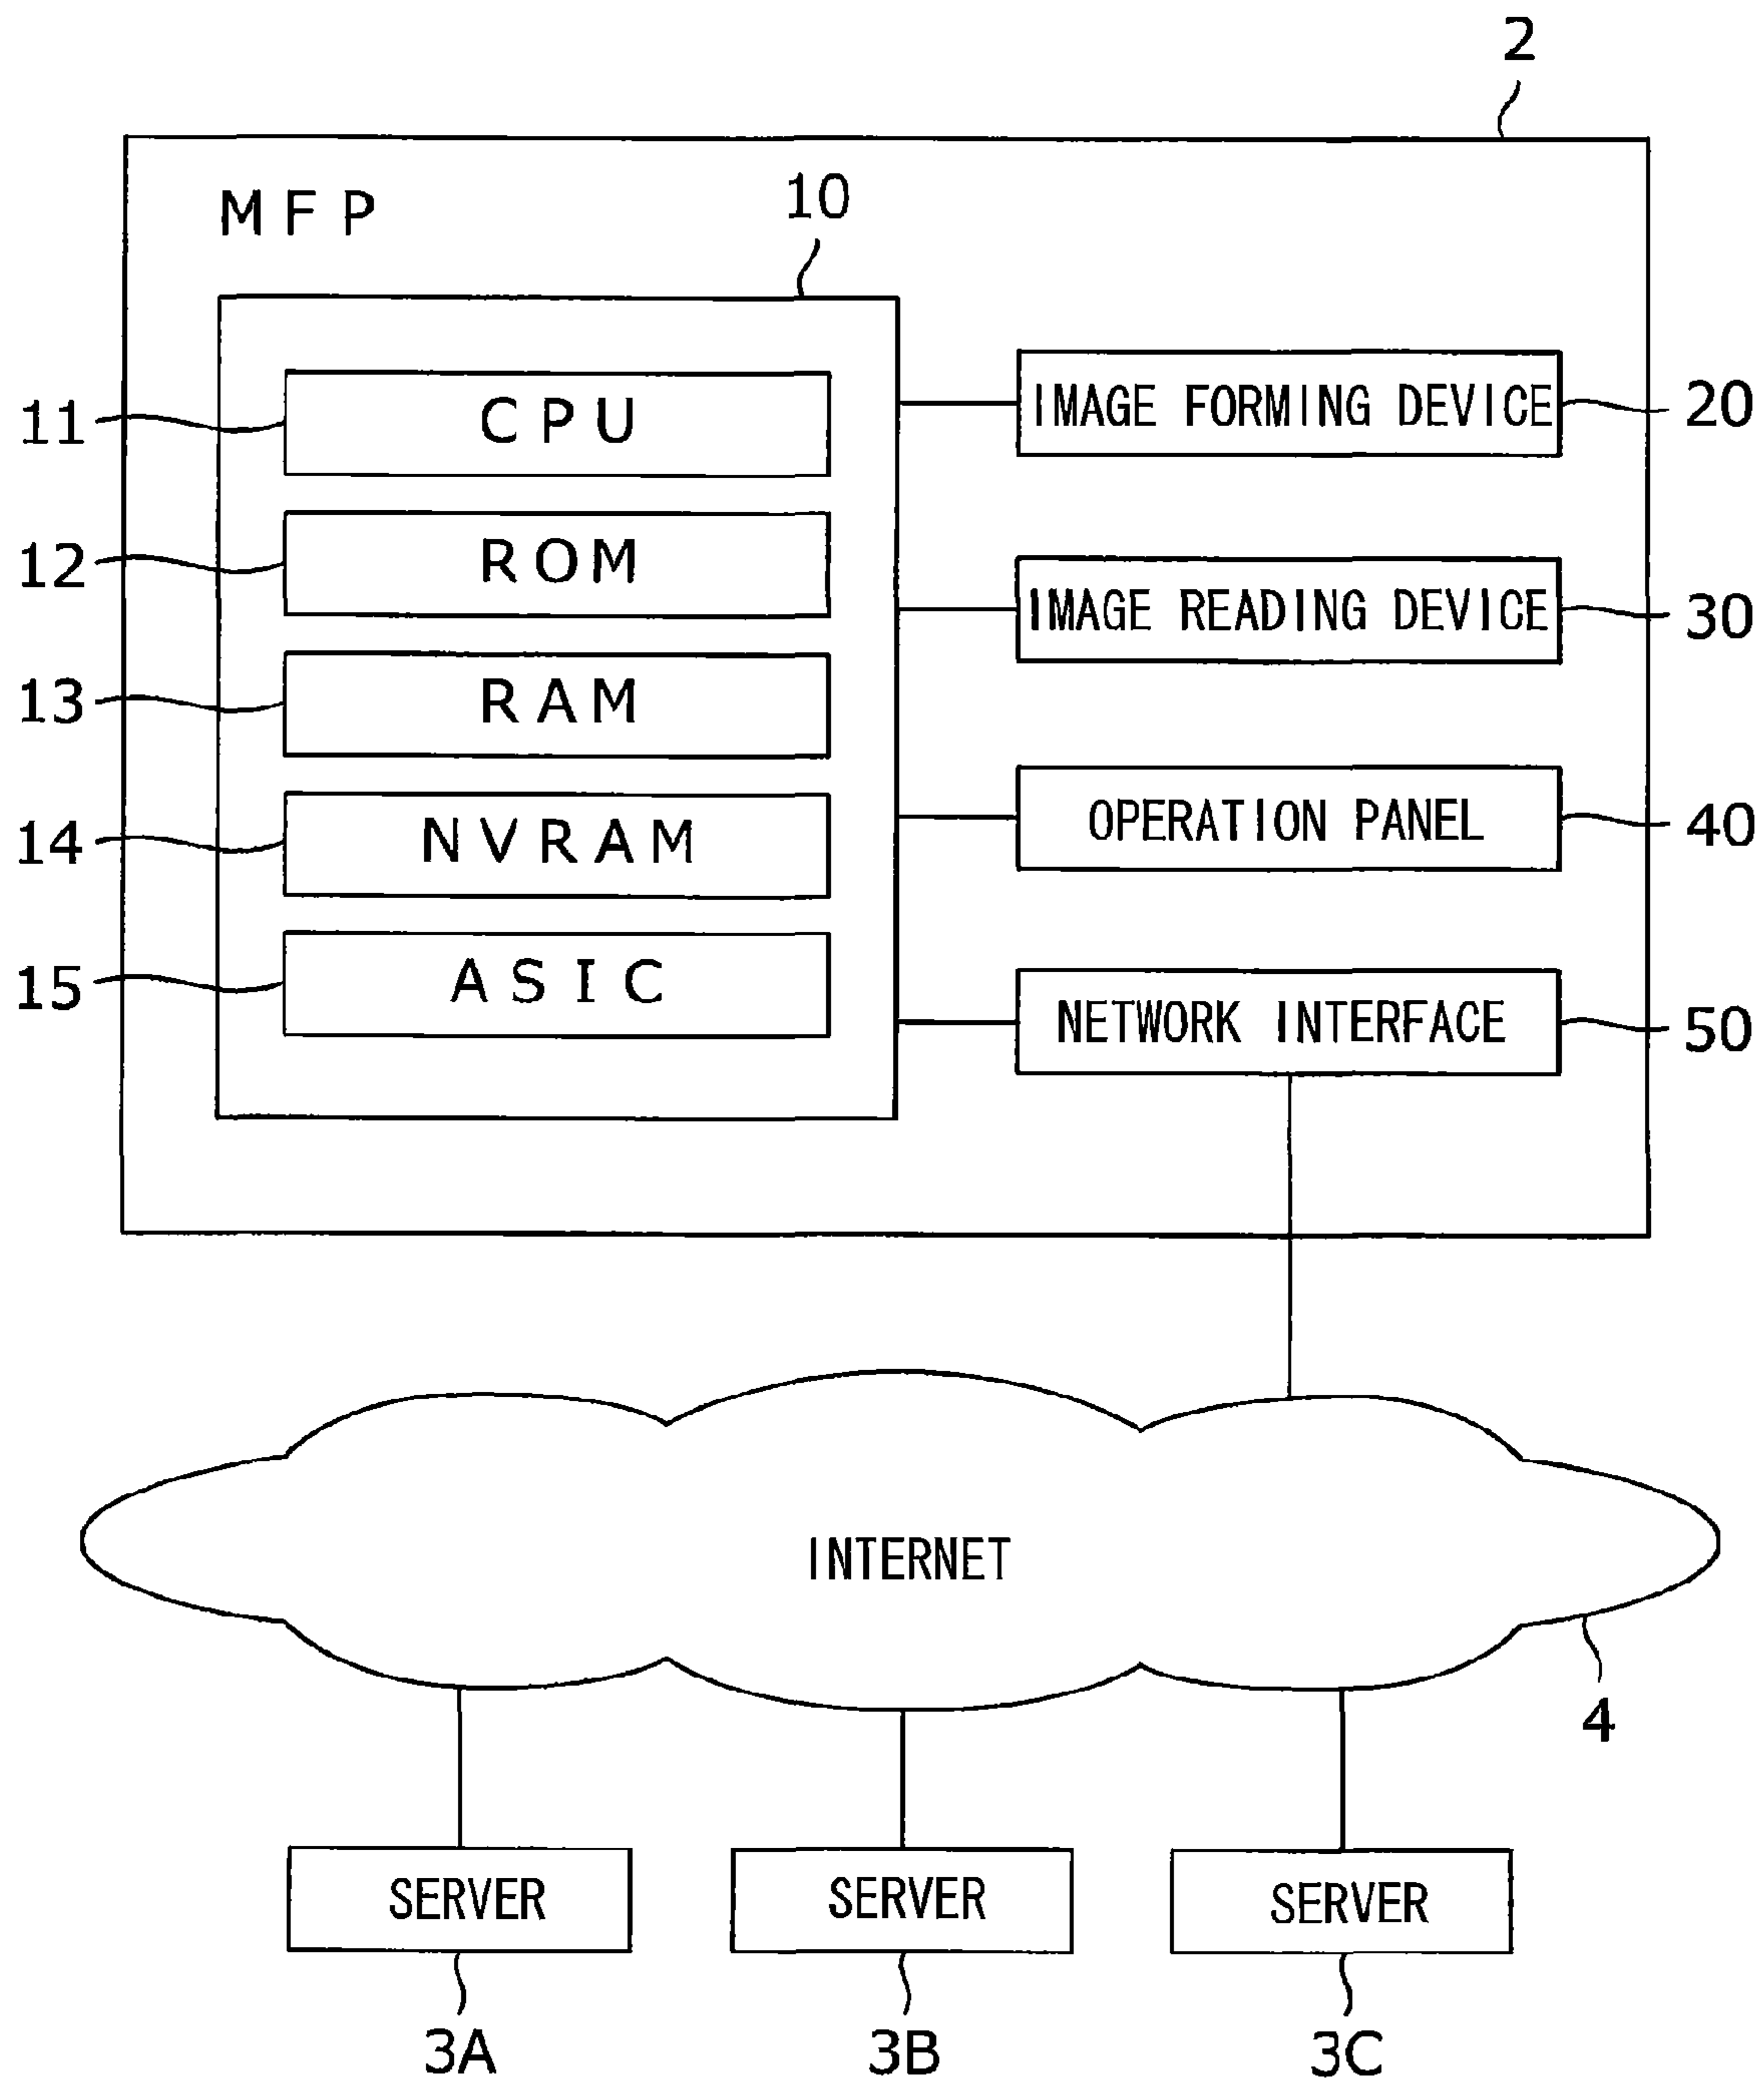 2
MFP
10
11
CPU
IMAGE FORMING DEVICE
20
12
ROM
IMAGE READING DEVICE
30
13
RAM
14
NVRAM
OPERATION PANEL
40
15
ASIC
NETWORK INTERFACE
50
INTERNET
4
SERVER
SERVER
SERVER
3A
3B
3C